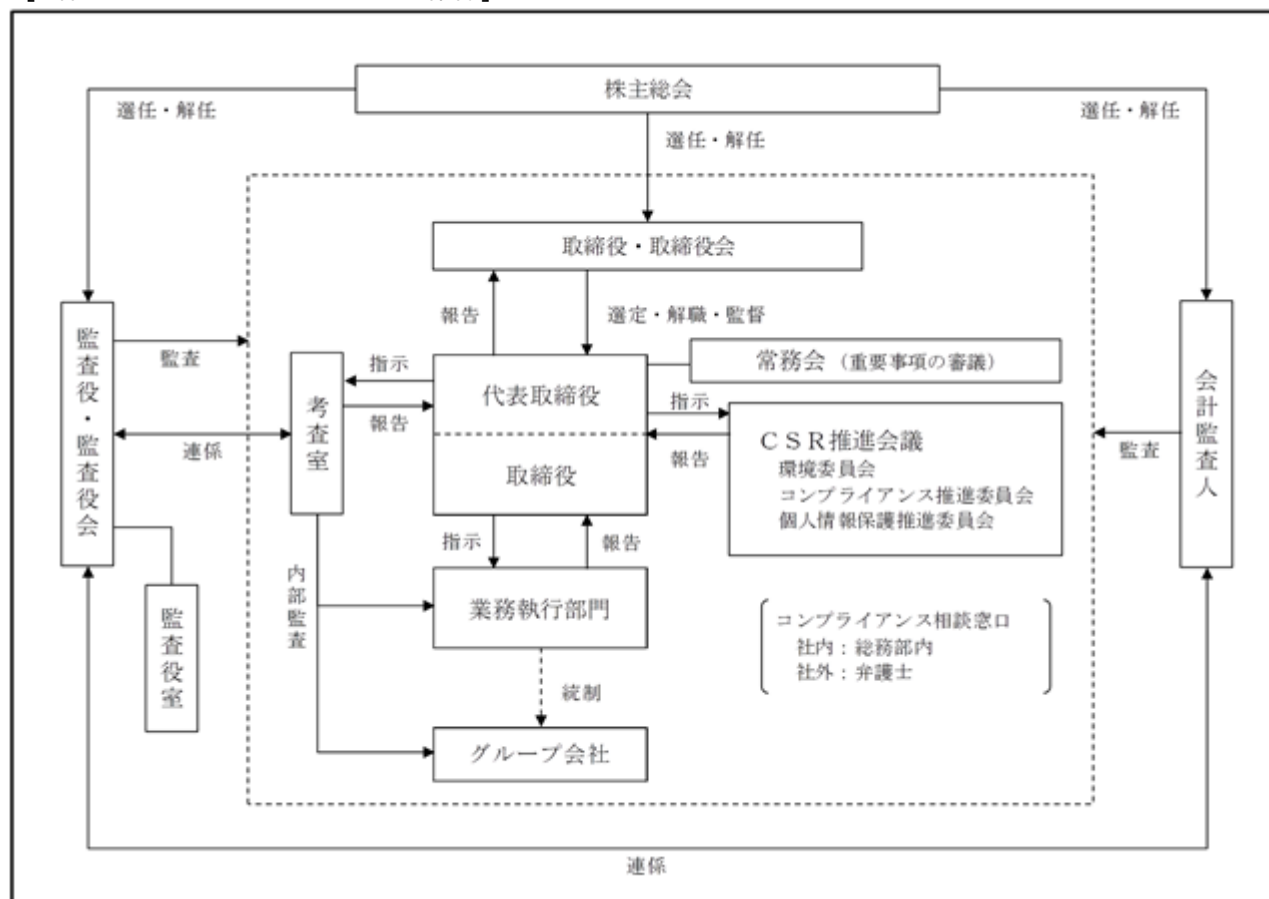 株主総会
選任・解任
選任・解任
選任・解任
取締役・取締役会
報告
選定・解職・監督
監査役・監査役会
監査
指示
報告
考査室
連係
代表取締役
取締役
常務会（重要事項の審議）
指示
報告
ＣＳＲ推進会議
環境委員会
コンプライアンス推進委員会
個人情報保護推進委員会
監査
会計監査人
指示
報告
内部監査
業務執行部門
監査役室
統制
グループ会社
コンプライアンス相談窓口
社内：総務部内
社外：弁護士
連係